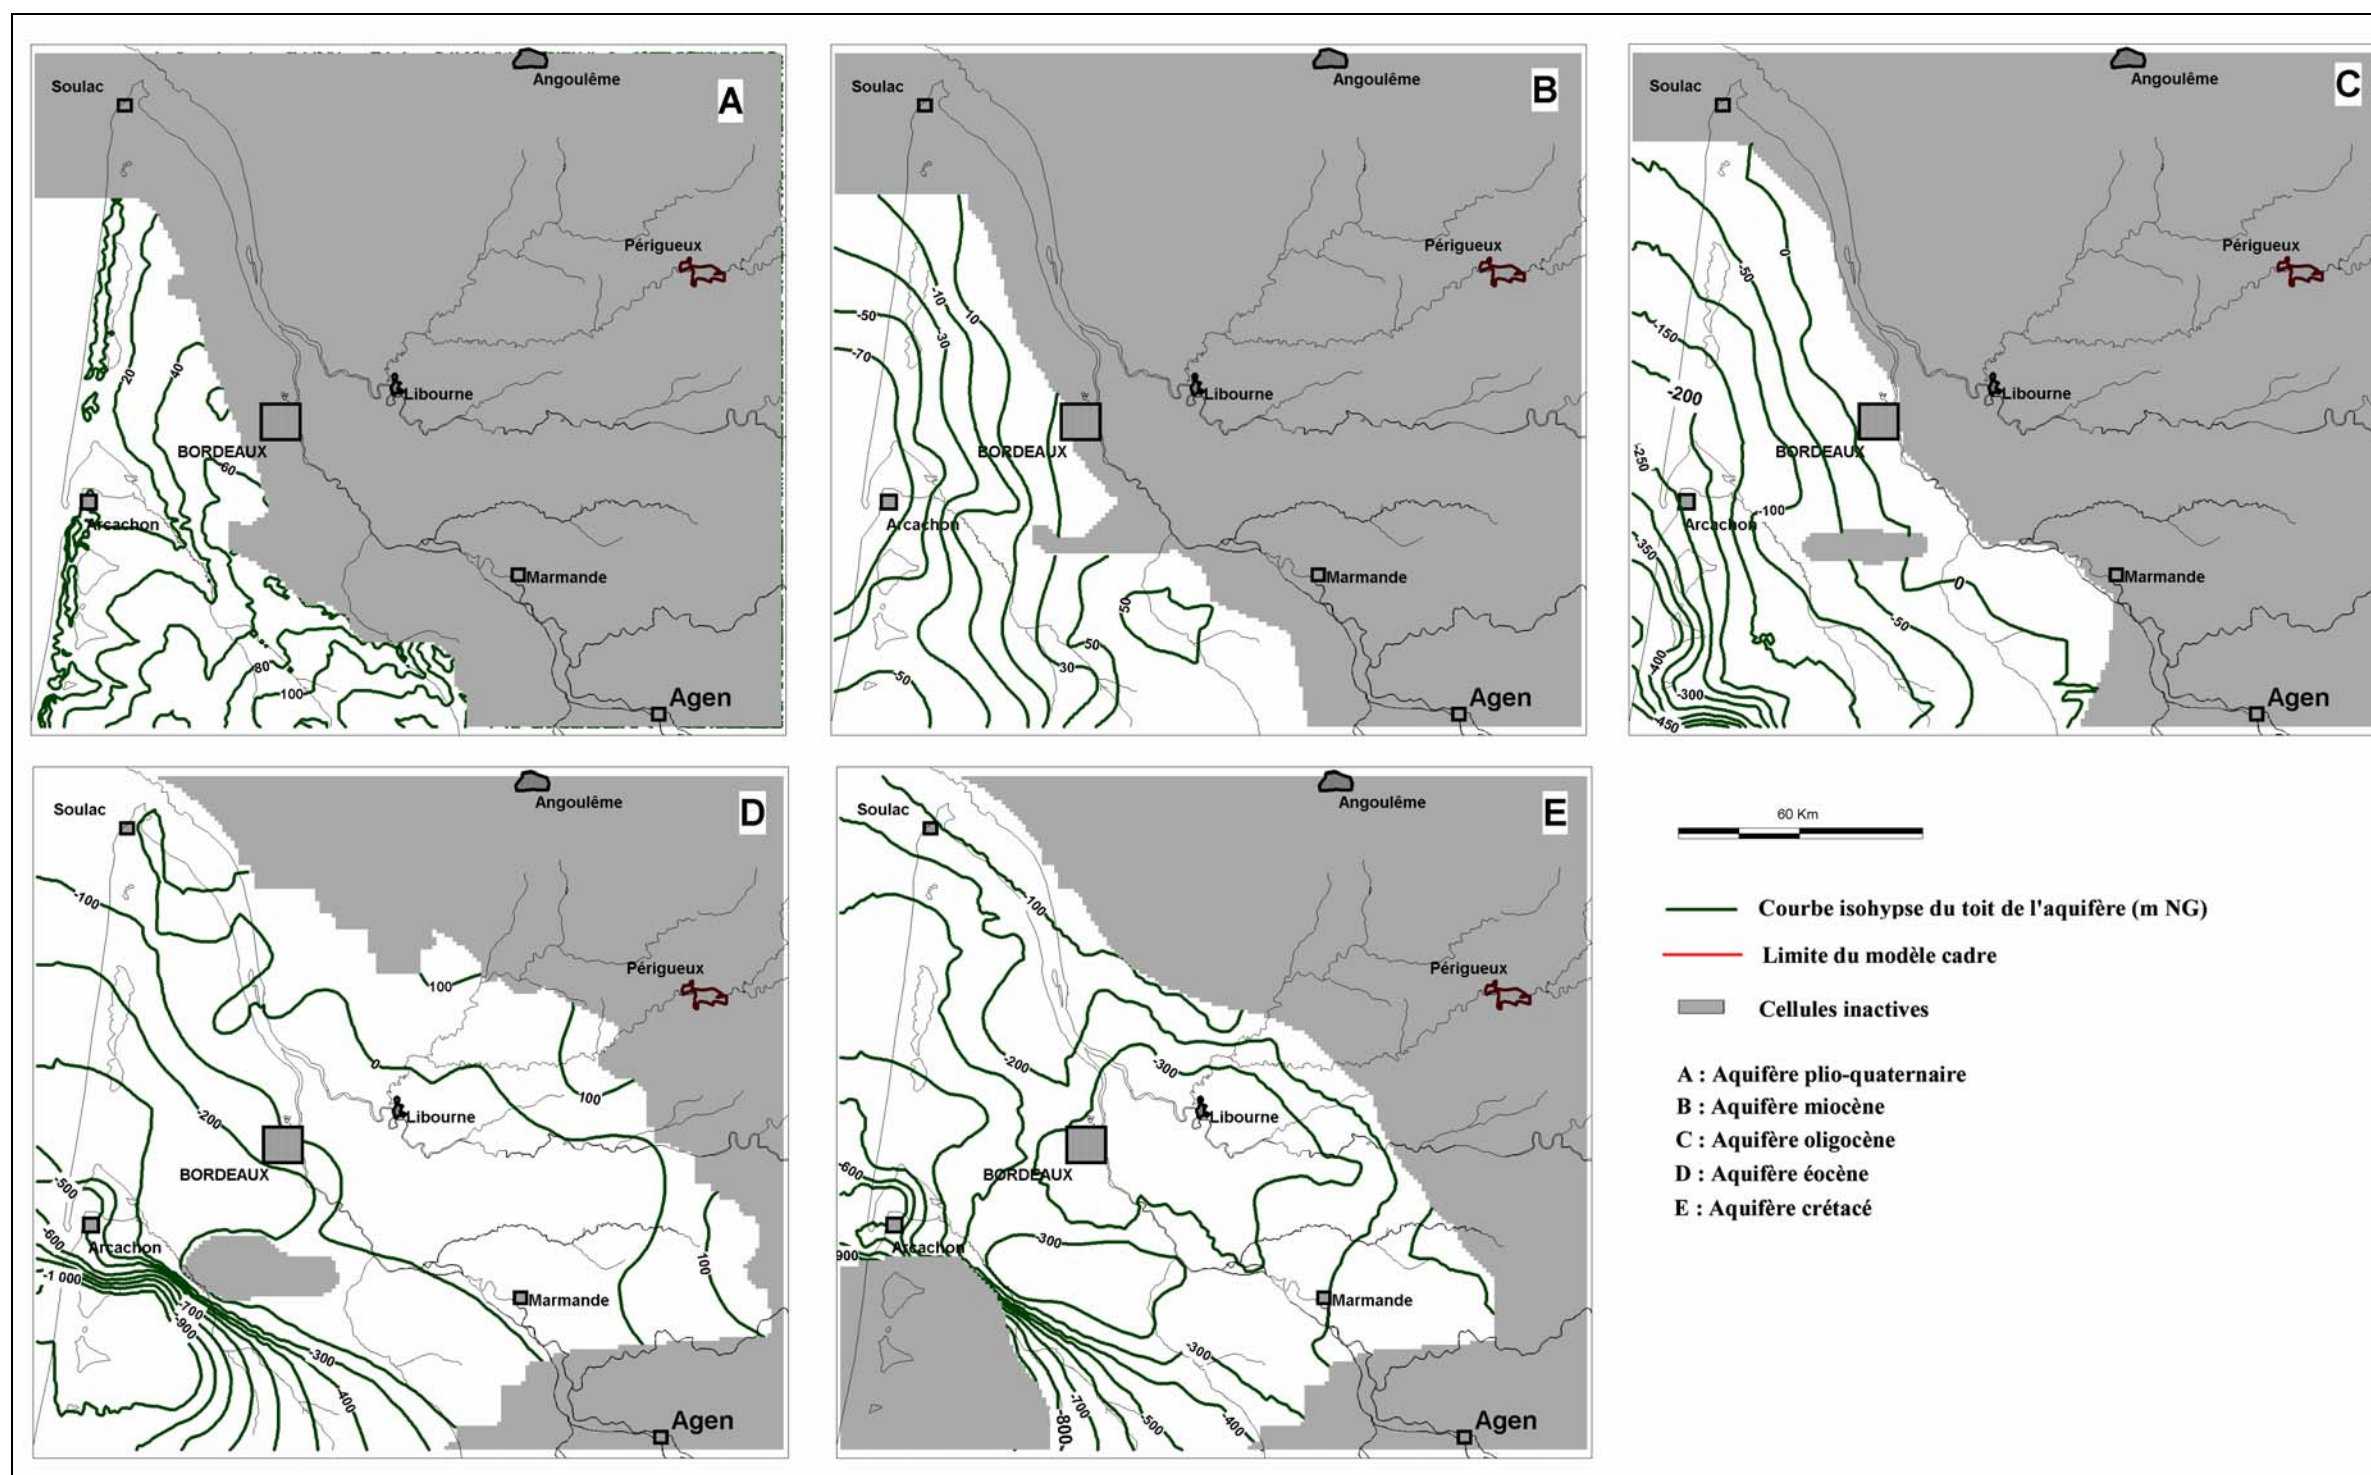 A
Soulac
Angoulême
Périgueux
20
40
Libourne
BORDEAUX
60
Arcachon
Marmande
80
100
Agen
B
Soulac
Angoulême
Périgueux
-10
10
-50
-30
-70
Libourne
BORDEAUX
Arcachon
Marmande
50
50
30
-50
Agen
C
Soulac
Angoulême
Périgueux
0
-50
-150
-200
Libourne
BORDEAUX
-250
-100
Arcachon
-350
Marmande
0
-50
-400
-300
-450
Agen
D
Soulac
Angoulême
-100
Périgueux
100
0
100
Libourne
-200
BORDEAUX
-500
-600
Arcachon
100
-1 000
Marmande
-700
-900
-300
-400
Agen
E
Soulac
Angoulême
-100
Périgueux
-200
-300
Libourne
BORDEAUX
-600
-300
Arcachon
900
Marmande
-300
-700
-800
-500
-400
Agen
60 Km
Courbe isohypse du toit de l'aquifère (m NG)
Limite du modèle cadre
Cellules inactives
A : Aquifère plio-quaternaire
B : Aquifère miocène
C : Aquifère oligocène
D : Aquifère éocène
E : Aquifère crétacé